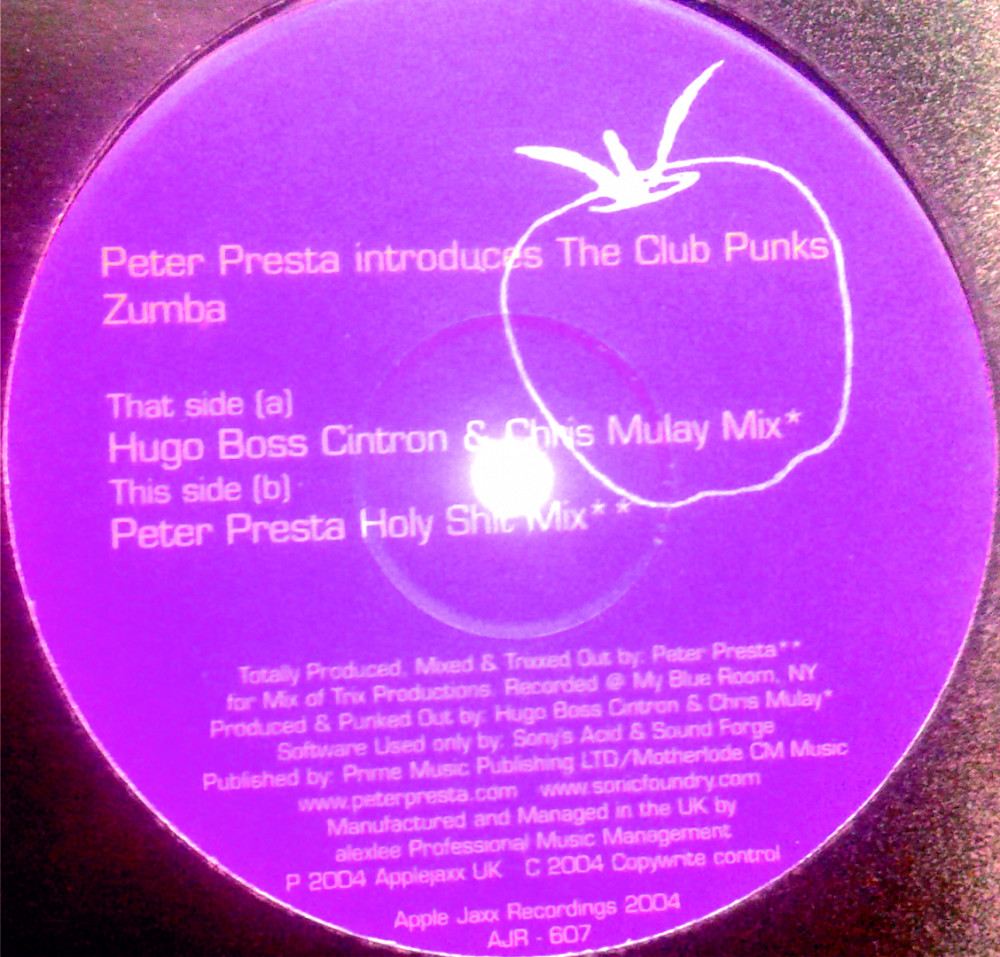 Peter Presta introduces The Club Punks
Zumba
That side (a)
Hugo Boss Cintron & Chris Mulay Mix*
This side (b)
Peter Presta Holy Shit Mix**
Totally Produced, Mixed & Trixxed Out by: Peter Presta**
for Mix of Trix Productions. Recorded @ My Blue Room, NY
Produced & Punked Out by: Hugo Boss Cintron & Chris Mulay*
Software Used only by: Sony's Acid & Sound Forge
Published by: Prime Music Publishing LTD/Motherlode CM Music
www.peterpresta.com www.sonicfoundry.com
Manufactured and Managed in the UK by
alexlee Professional Music Management
P 2004 Applejaxx UK C 2004 Copywrite control
Apple Jaxx Recordings 2004
AJR - 607